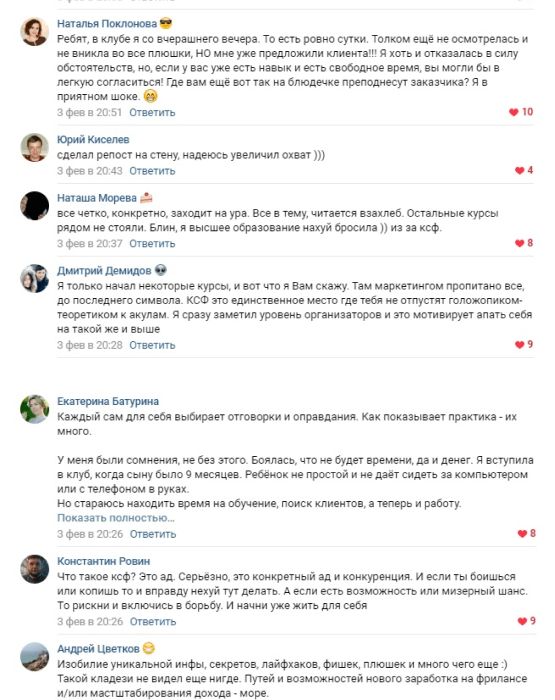 Наталья Поклонова
Ребят, в клубе я со вчерашнего вечера. То есть ровно сутки. Толком ещё не осмотрелась и
не вникла во все плюшки, НО мне уже предложили клиента!!! Я хоть и отказалась в силу
обстоятельств, но, если у вас уже есть навык и есть свободное время, вы могли бы в
легкую согласиться! Где вам ещё вот так на блюдечке преподнесут заказчика? Я в
приятном шоке. 😁
3 фев в 20:51 Ответить
10
Юрий Киселев
сделал репост на стену, надеюсь увеличил охват )))
3 фев в 20:43 Ответить
4
Наташа Морева
все четко, конкретно, заходит на ура. Все в тему, читается взахлеб. Остальные курсы
рядом не стояли. Блин, я высшее образование нахуй бросила )) из за ксф.
3 фев в 20:37 Ответить
8
Дмитрий Демидов
Я только начал некоторые курсы, и вот что я Вам скажу. Там маркетингом пропитано все,
до последнего символа. КСФ это единственное место где тебя не отпустят голожопиком-
теоретиком к акулам. Я сразу заметил уровень организаторов и это мотивирует апать себя
на такой же и выше
3 фев в 20:28 Ответить
9
Екатерина Батурина
Каждый сам для себя выбирает отговорки и оправдания. Как показывает практика - их
много.
У меня были сомнения, не без этого. Боялась, что не будет времени, да и денег. Я вступила
в клуб, когда сыну было 9 месяцев. Ребёнок не простой и не даёт сидеть за компьютером
или с телефоном в руках.
Но стараюсь находить время на обучение, поиск клиентов, а теперь и работу.
Показать полностью...
3 фев в 20:26 Ответить
8
Константин Ровин
Что такое ксф? Это ад. Серьёзно, это конкретный ад и конкуренция. И если ты боишься
или копишь то и вправду нехуй тут делать. А если есть возможность или мизерный шанс.
То рискни и включись в борьбу. И начни уже жить для себя
3 фев в 20:26 Ответить
9
Андрей Цветков
Изобилие уникальной инфы, секретов, лайфхаков, фишек, плюшек и много чего еще :)
Такой кладези не видел еще нигде. Путей и возможностей нового заработка на фрилансе
и/или мастштабирования дохода - море.